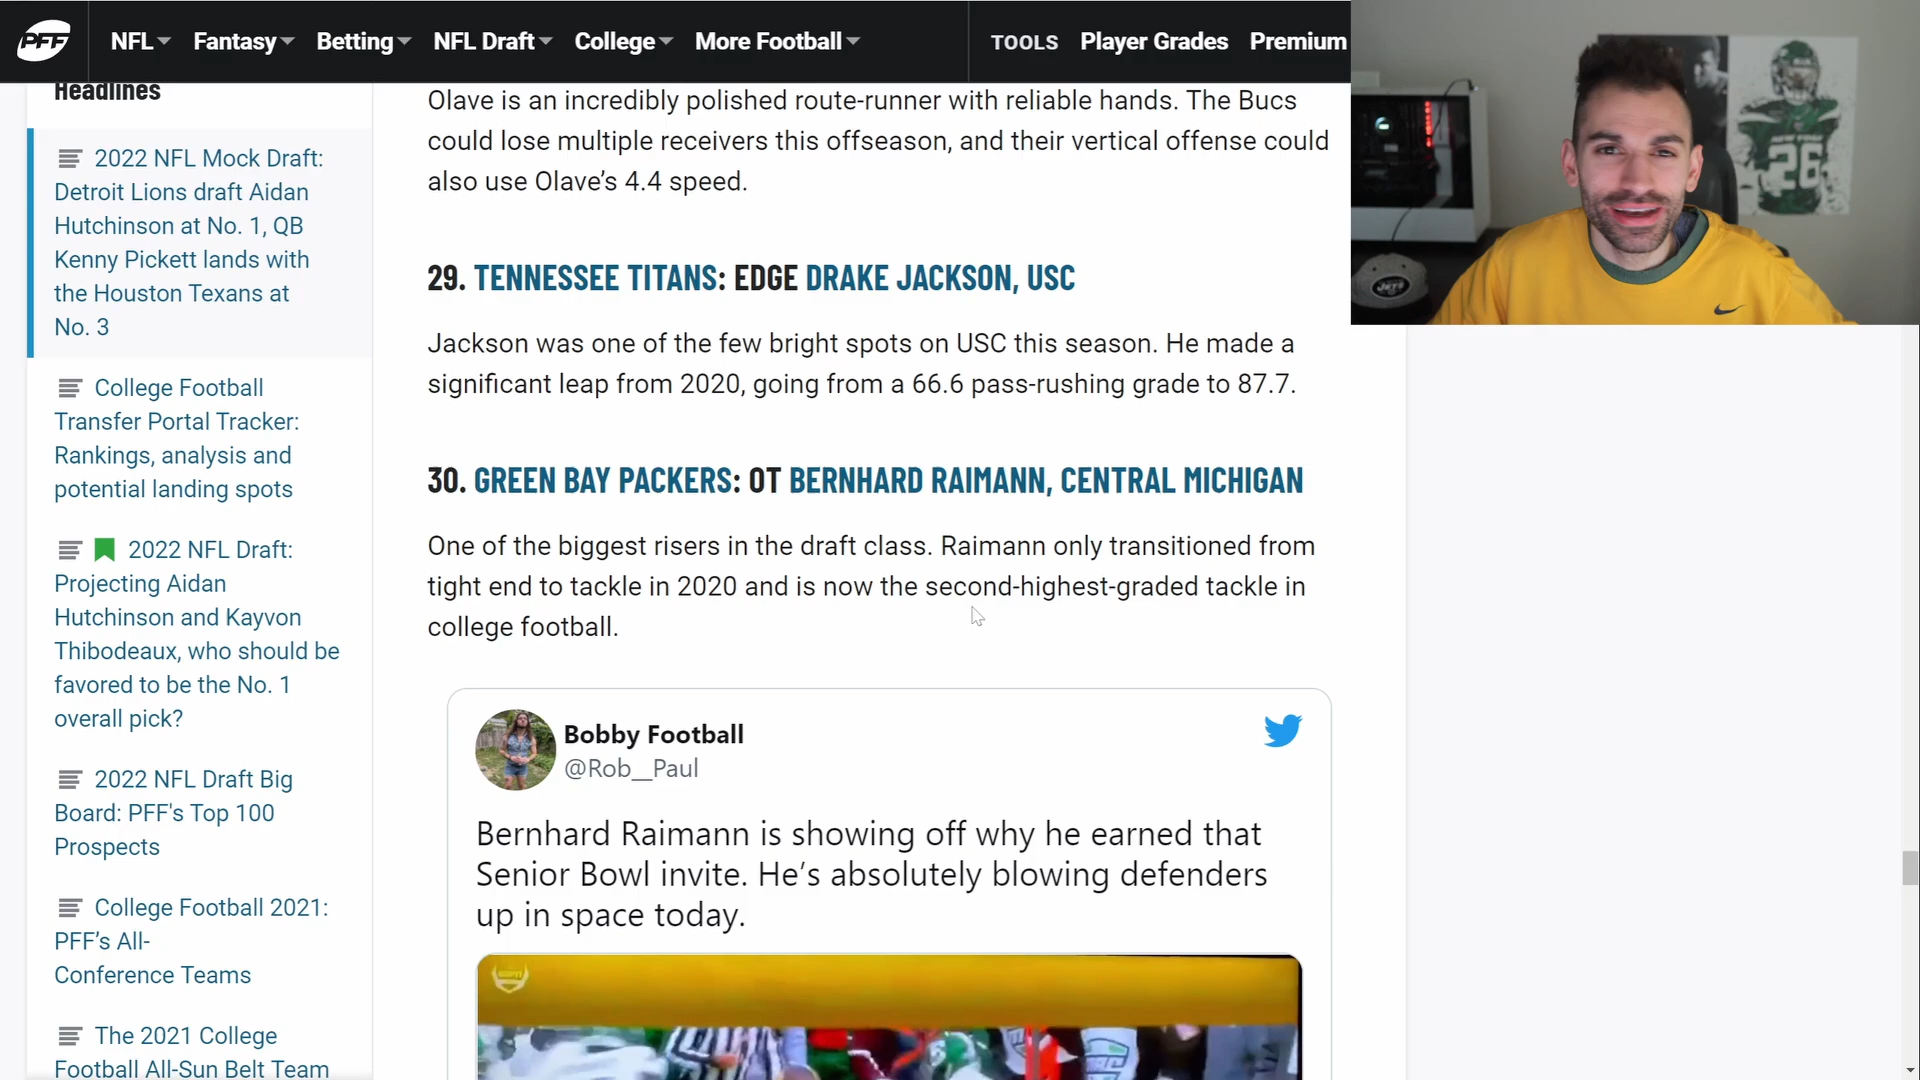 PFF
NFL
Fantasy
Betting
NFL Draft
College
More Football
TOOLS
Player Grades
Premium
Headlines
2022 NFL Mock Draft:
Detroit Lions draft Aidan
Hutchinson at No. 1, QB
Kenny Pickett lands with
the Houston Texans at
No. 3
College Football
Transfer Portal Tracker:
Rankings, analysis and
potential landing spots
2022 NFL Draft:
Projecting Aidan
Hutchinson and Kayvon
Thibodeaux, who should be
favored to be the No. 1
overall pick?
2022 NFL Draft Big
Board: PFF's Top 100
Prospects
College Football 2021:
PFF’s All-
Conference Teams
The 2021 College
Football All-Sun Belt Team
Olave is an incredibly polished route-runner with reliable hands. The Bucs
could lose multiple receivers this offseason, and their vertical offense could
also use Olave’s 4.4 speed.
29. TENNESSEE TITANS: EDGE DRAKE JACKSON, USC
Jackson was one of the few bright spots on USC this season. He made a
significant leap from 2020, going from a 66.6 pass-rushing grade to 87.7.
30. GREEN BAY PACKERS: OT BERNHARD RAIMANN, CENTRAL MICHIGAN
One of the biggest risers in the draft class. Raimann only transitioned from
tight end to tackle in 2020 and is now the second-highest-graded tackle in
college football.
Bobby Football
@Rob__Paul
Bernhard Raimann is showing off why he earned that
Senior Bowl invite. He’s absolutely blowing defenders
up in space today.
JETS
26